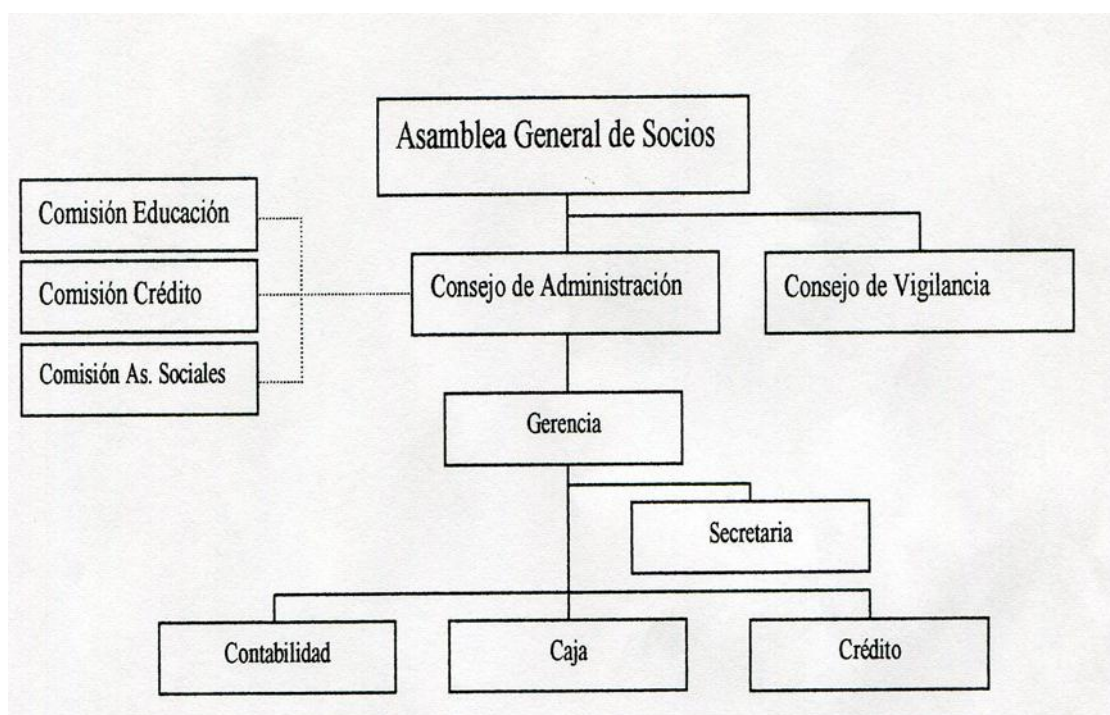 Asamblea General de Socios
Comisión Educación
Comisión Crédito
Comisión As. Sociales
Consejo de Administración
Consejo de Vigilancia
Gerencia
Secretaria
Contabilidad
Caja
Crédito